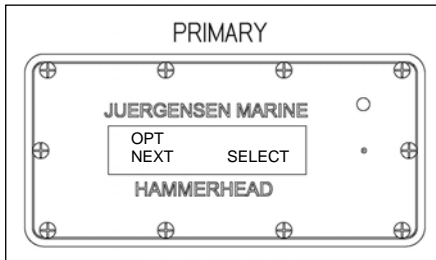 PRIMARY
JUERGENSEN MARINE
OPT
NEXT SELECT
HAMMERHEAD